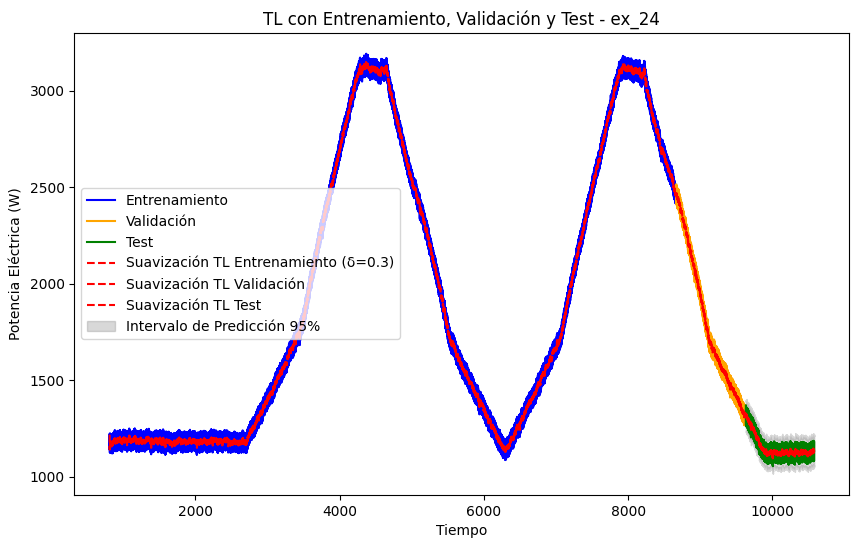 TL con Entrenamiento, Validación y Test - ex_24
Potencia Eléctrica (W)
3000
2500
2000
1500
1000
Entrenamiento
Validación
Test
Suavización TL Entrenamiento (δ=0.3)
Suavización TL Validación
Suavización TL Test
Intervalo de Predicción 95%
2000 4000 6000 8000 10000
Tiempo